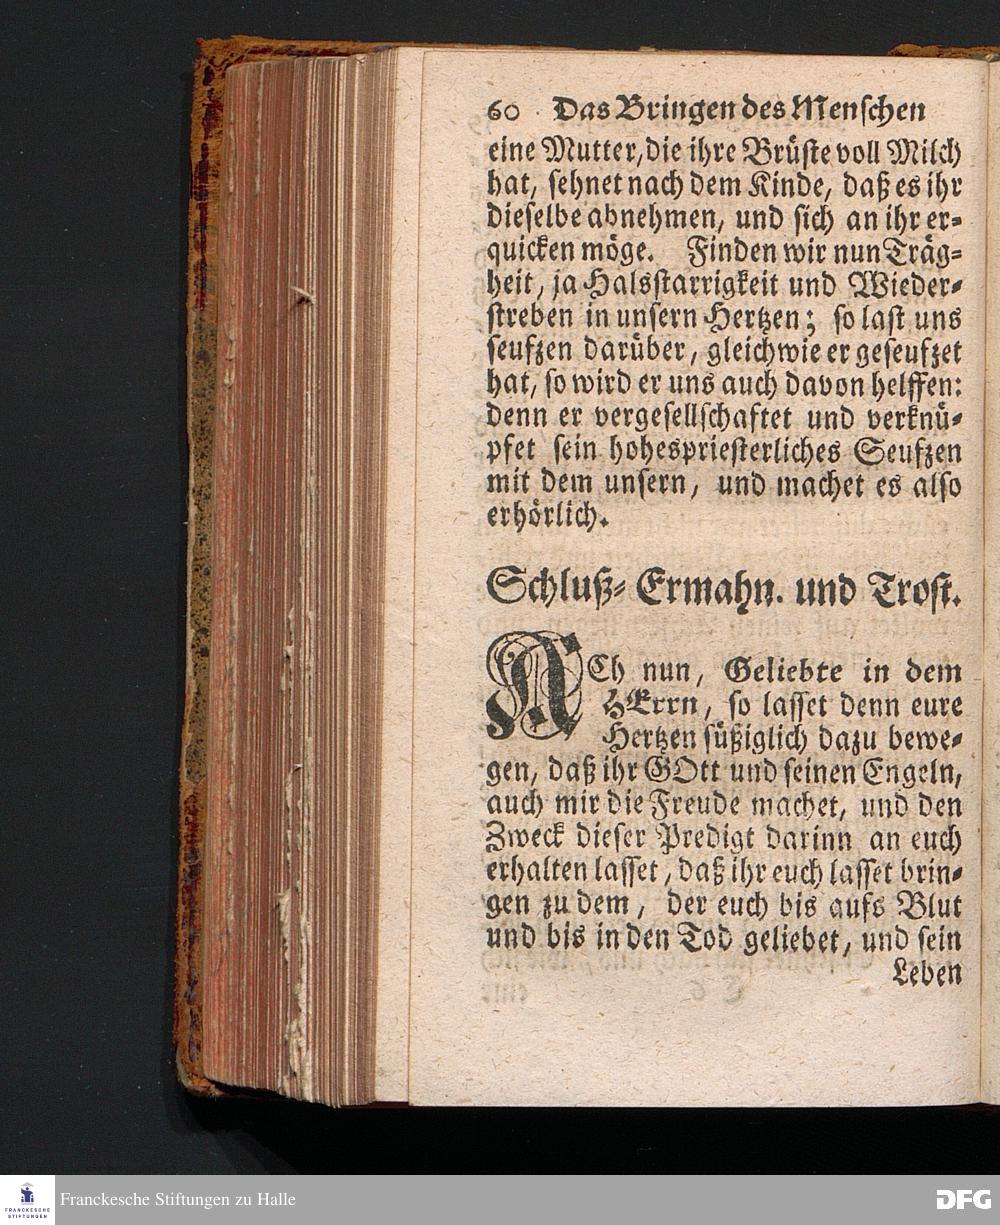 60 Das Bringen des Menschen
eine Mutter, die ihre Brüste voll Milch
hat, sehnet nach dem Kinde, daß es ihr
dieselbe abnehmen, und sich an ihr er-
quicken möge. Finden wir nun Träg-
heit, ja Halsstarrigkeit und Wieder-
streben in unsern Hertzen; so last uns
seufzen darüber, gleichwie er geseufzet
hat, so wird er uns auch davon helffen:
denn er vergesellschaftet und verknü-
pfet sein hohespriesterliches Seufzen
mit dem unsern, und machet es also
erhörlich.
Schluß-Ermahn. und Trost.
ACh nun, Geliebte in dem
HErrn, so lasset denn eure
Hertzen süßiglich dazu bewe-
gen, daß ihr GOtt und seinen Engeln,
auch mir die Freude machet, und den
Zweck dieser Predigt darinn an euch
erhalten lasset, daß ihr euch lasset brin-
gen zu dem, der euch bis aufs Blut
und bis in den Tod geliebet, und sein
Leben
FRANCKESCHE
STIFTUNGEN
Franckesche Stiftungen zu Halle
DFG